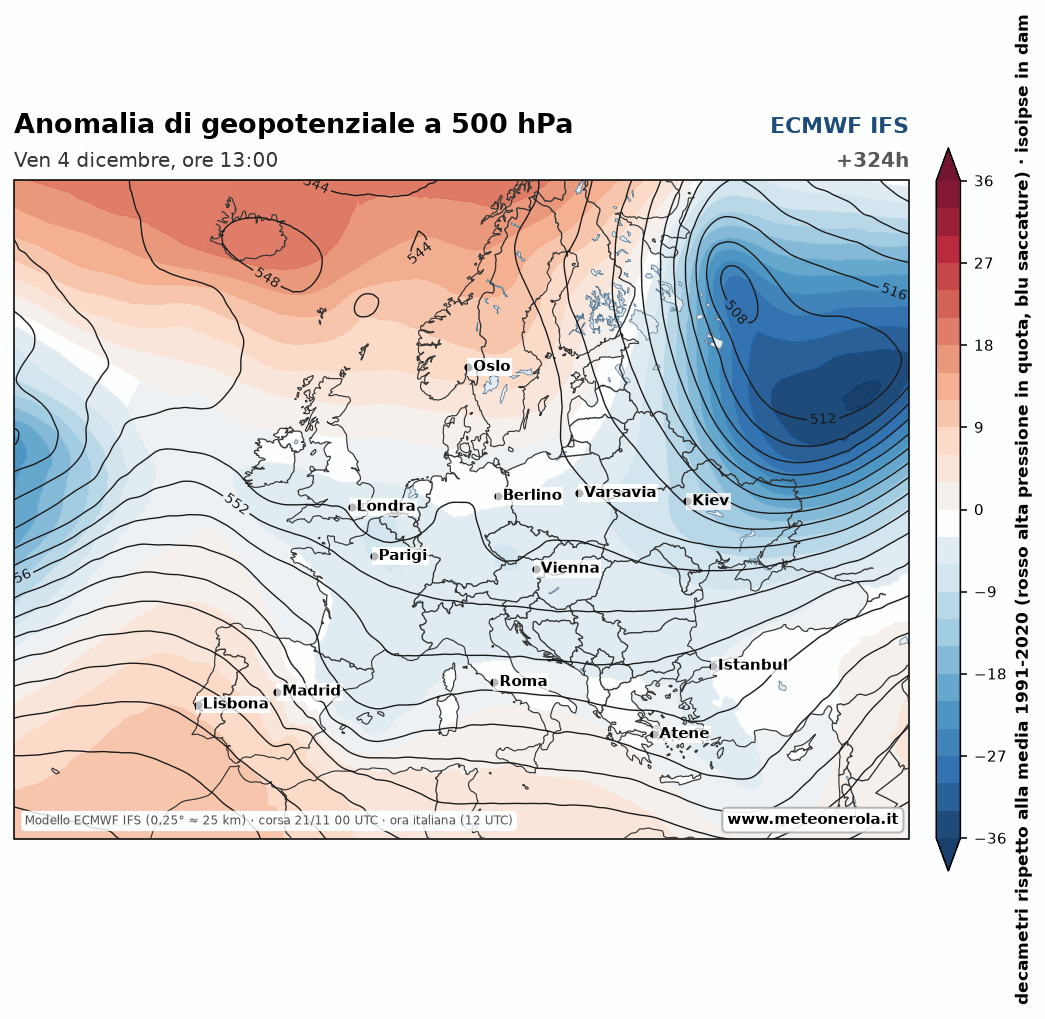 Anomalia di geopotenziale a 500 hPa
ECMWF IFS
Ven 4 dicembre, ore 13:00
+324h
544
548
544
516
508
512
552
56
Oslo
Londra
Berlino
Varsavia
Kiev
Parigi
Vienna
Istanbul
Roma
Madrid
Lisbona
Atene
Modello ECMWF IFS (0,25° ≈ 25 km) · corsa 21/11 00 UTC · ora italiana (12 UTC)
www.meteonerola.it
36
27
18
9
0
−9
−18
−27
−36
decametri rispetto alla media 1991-2020 (rosso alta pressione in quota, blu saccature) · isoipse in dam